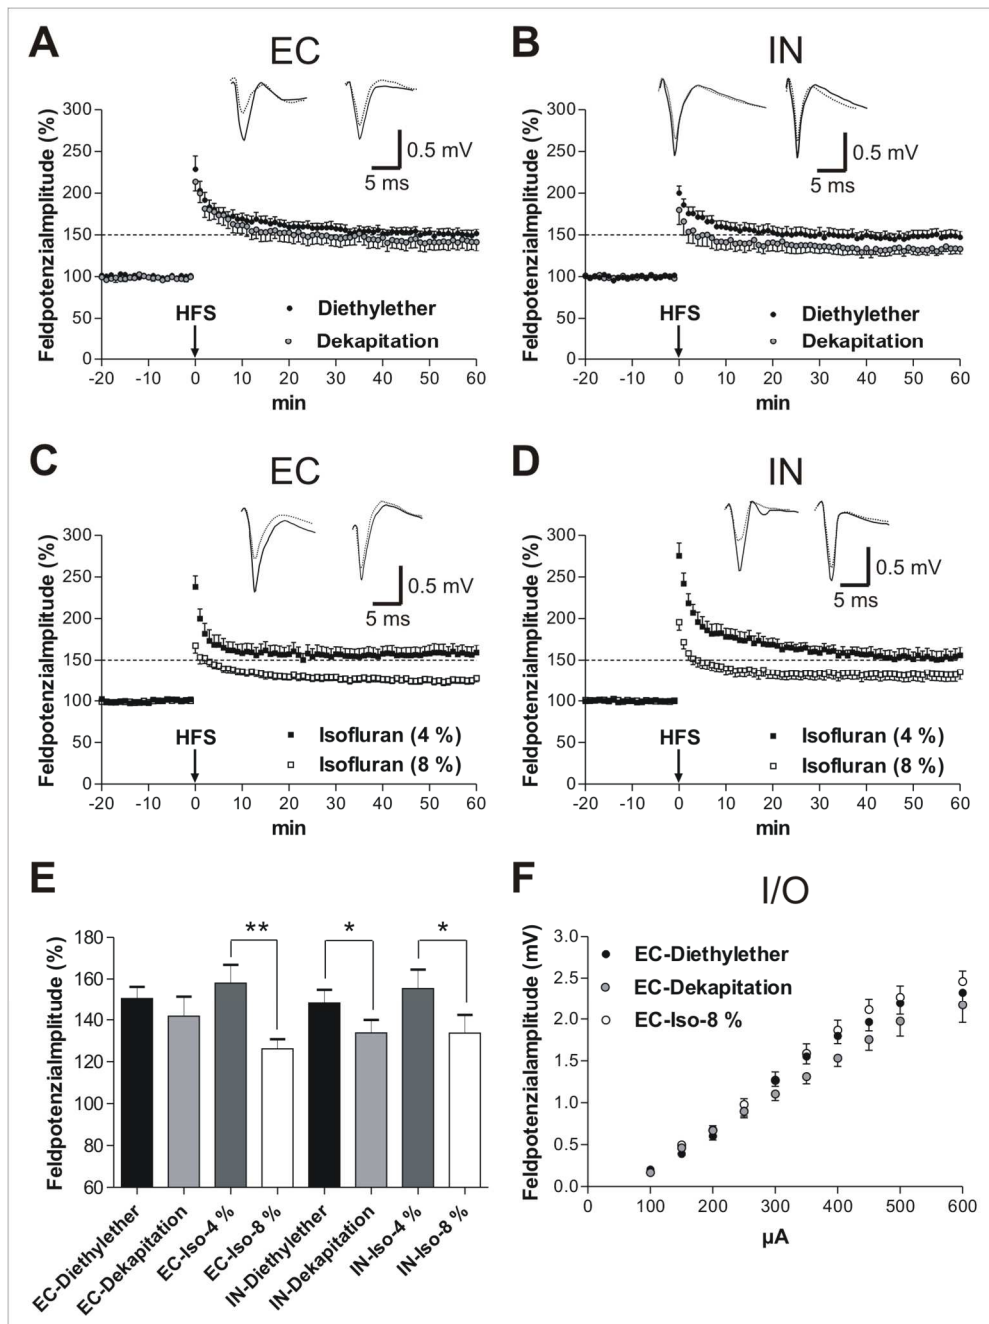 A
EC
Feldpotenzialmplitude (%)
300
250
200
150
100
50
0
0.5 mV
5 ms
HFS
Diethylether
Dekapitation
-20 -10 0 10 20 30 40 50 60
min
B
IN
Feldpotenzialmplitude (%)
300
250
200
150
100
50
0
0.5 mV
5 ms
HFS
Diethylether
Dekapitation
-20 -10 0 10 20 30 40 50 60
min
C
EC
Feldpotenzialmplitude (%)
300
250
200
150
100
50
0
0.5 mV
5 ms
HFS
Isofluran (4 %)
Isofluran (8 %)
-20 -10 0 10 20 30 40 50 60
min
D
IN
Feldpotenzialmplitude (%)
300
250
200
150
100
50
0
0.5 mV
5 ms
HFS
Isofluran (4 %)
Isofluran (8 %)
-20 -10 0 10 20 30 40 50 60
min
E
Feldpotenzialmplitude (%)
180
160
140
120
100
80
60
** * *
EC-Diethylether
EC-Dekapitation
EC-Iso-4 %
EC-Iso-8 %
IN-Diethylether
IN-Dekapitation
IN-Iso-4 %
IN-Iso-8 %
F
I/O
Feldpotenzialamplitude (mV)
3.0
2.5
2.0
1.5
1.0
0.5
0.0
EC-Diethylether
EC-Dekapitation
EC-Iso-8 %
0 100 200 300 400 500 600
µA